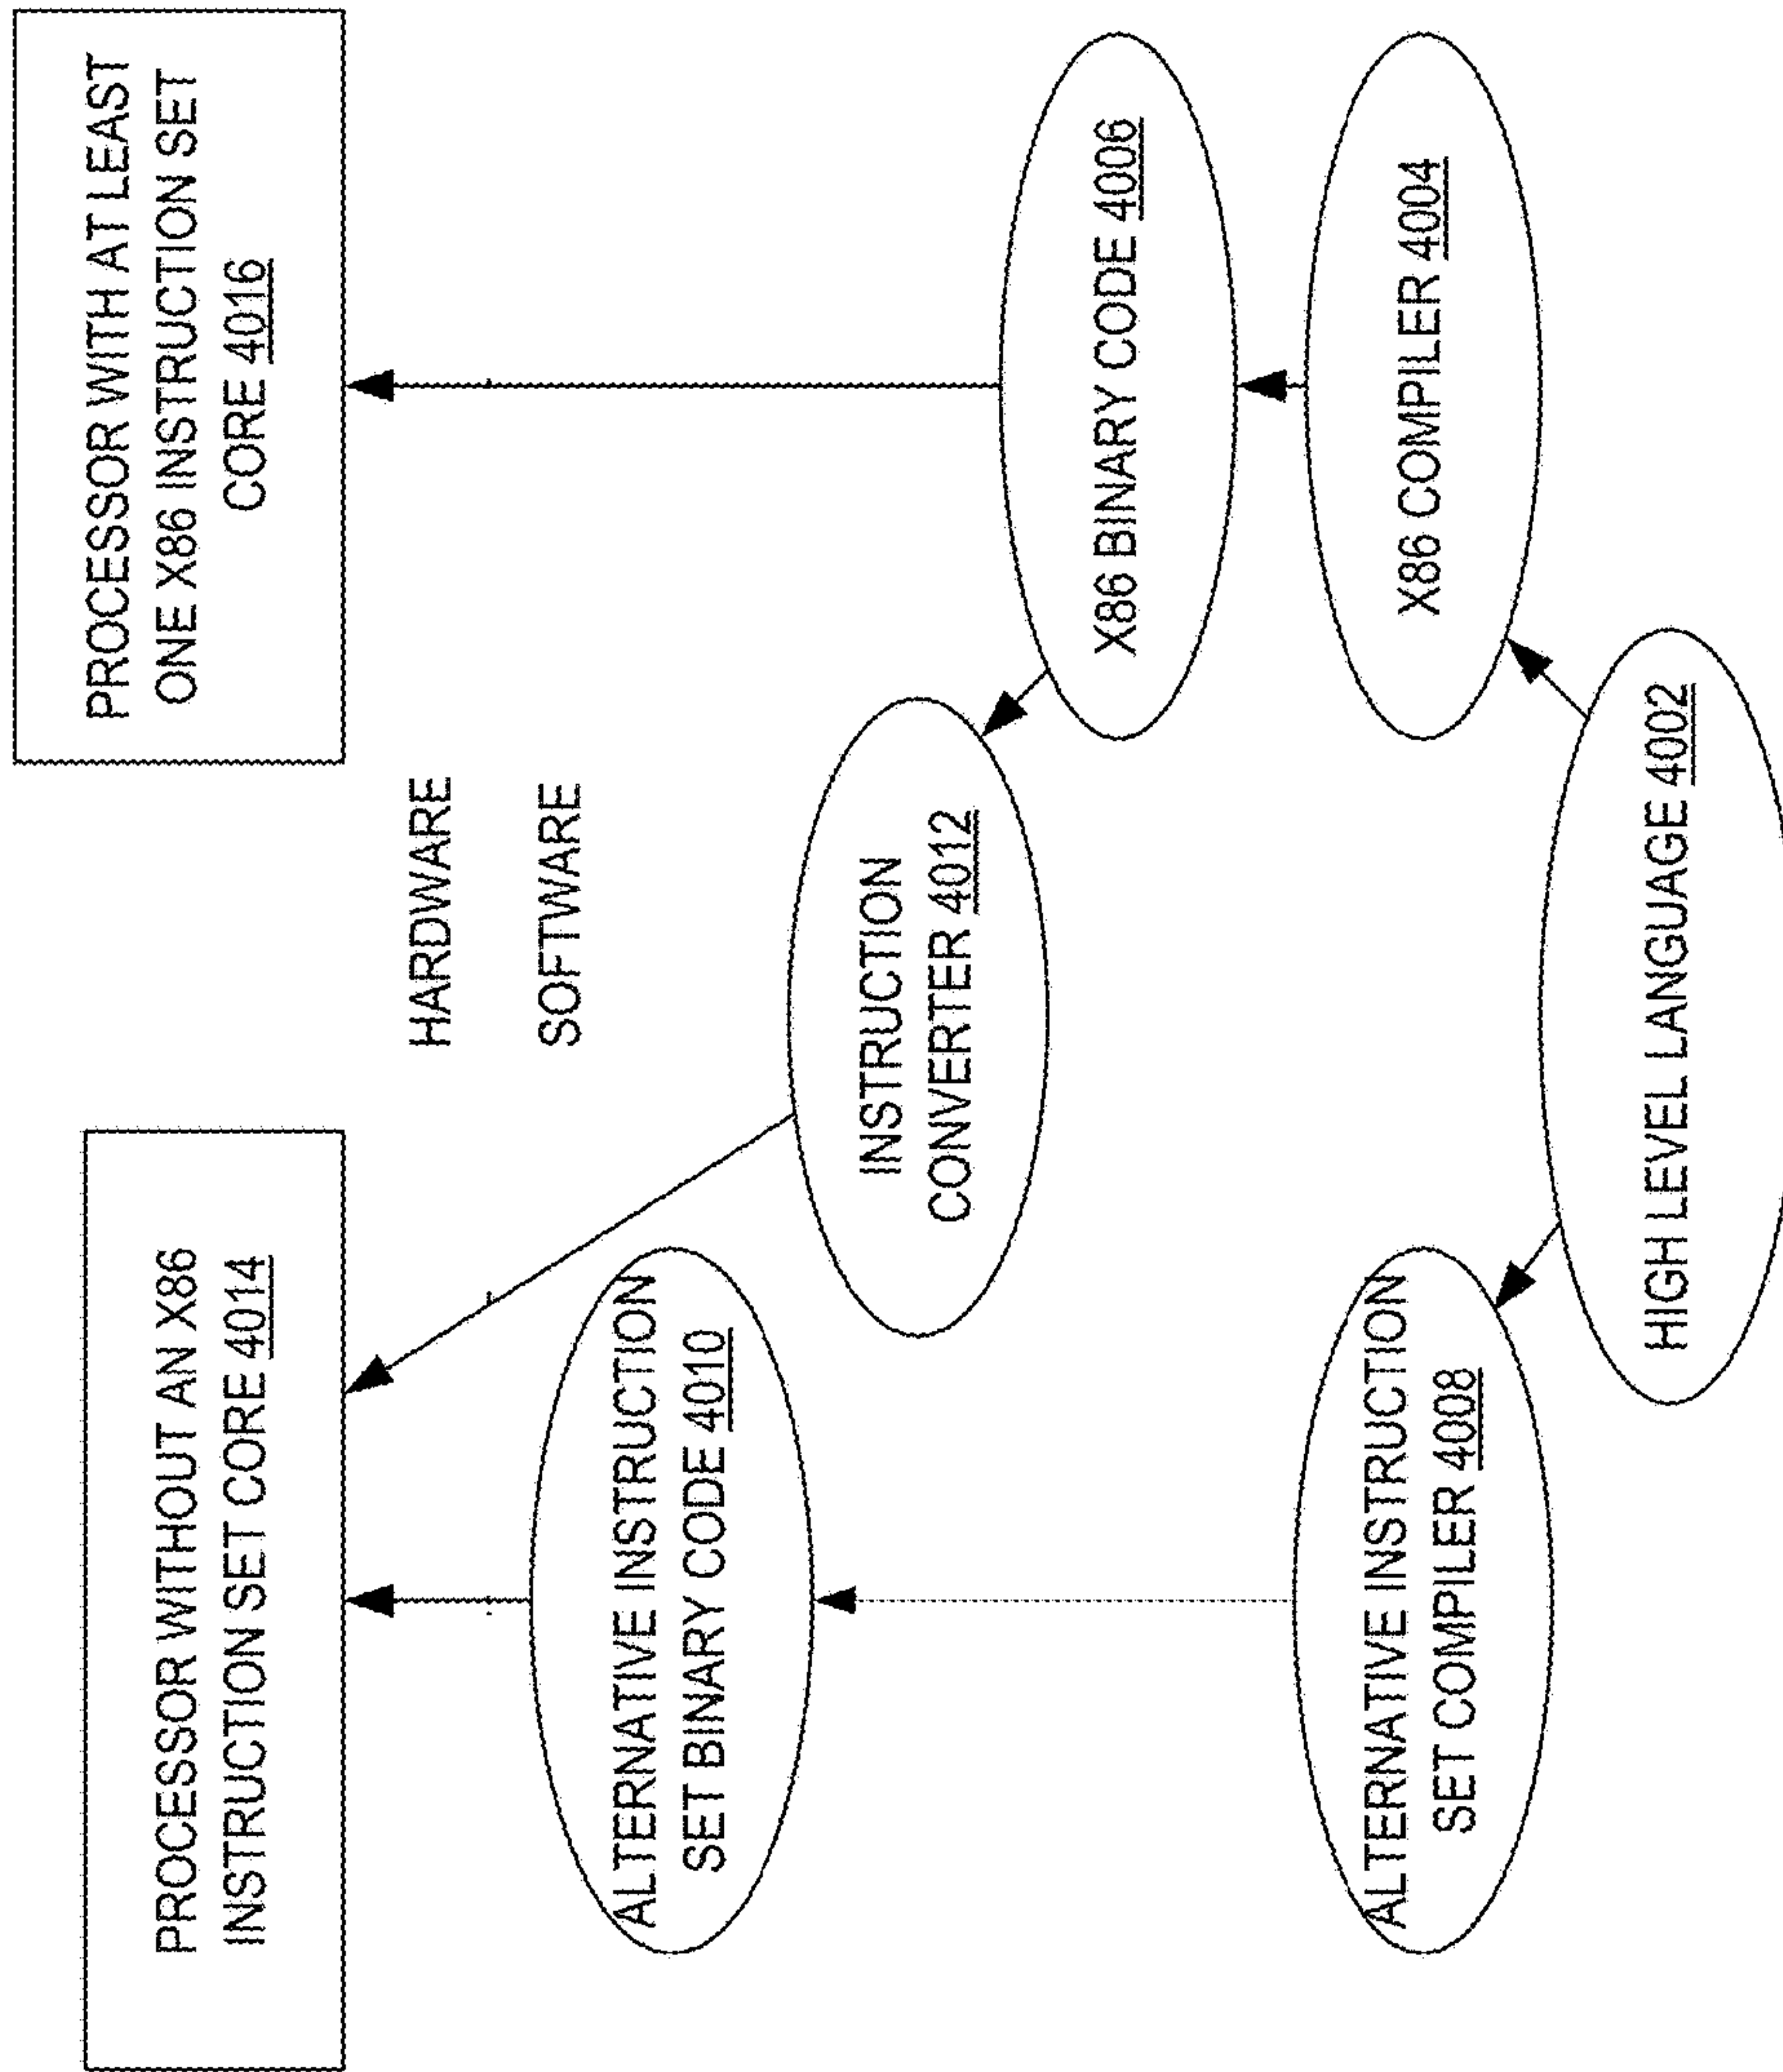 PROCESSOR WITHOUT AN X86
INSTRUCTION SET CORE 4014
PROCESSOR WITH AT LEAST
ONE X86 INSTRUCTION SET
CORE 4016
HARDWARE
SOFTWARE
ALTERNATIVE INSTRUCTION
SET BINARY CODE 4010
INSTRUCTION
CONVERTER 4012
X86 BINARY CODE 4006
ALTERNATIVE INSTRUCTION
SET COMPILER 4008
X86 COMPILER 4004
HIGH LEVEL LANGUAGE 4002